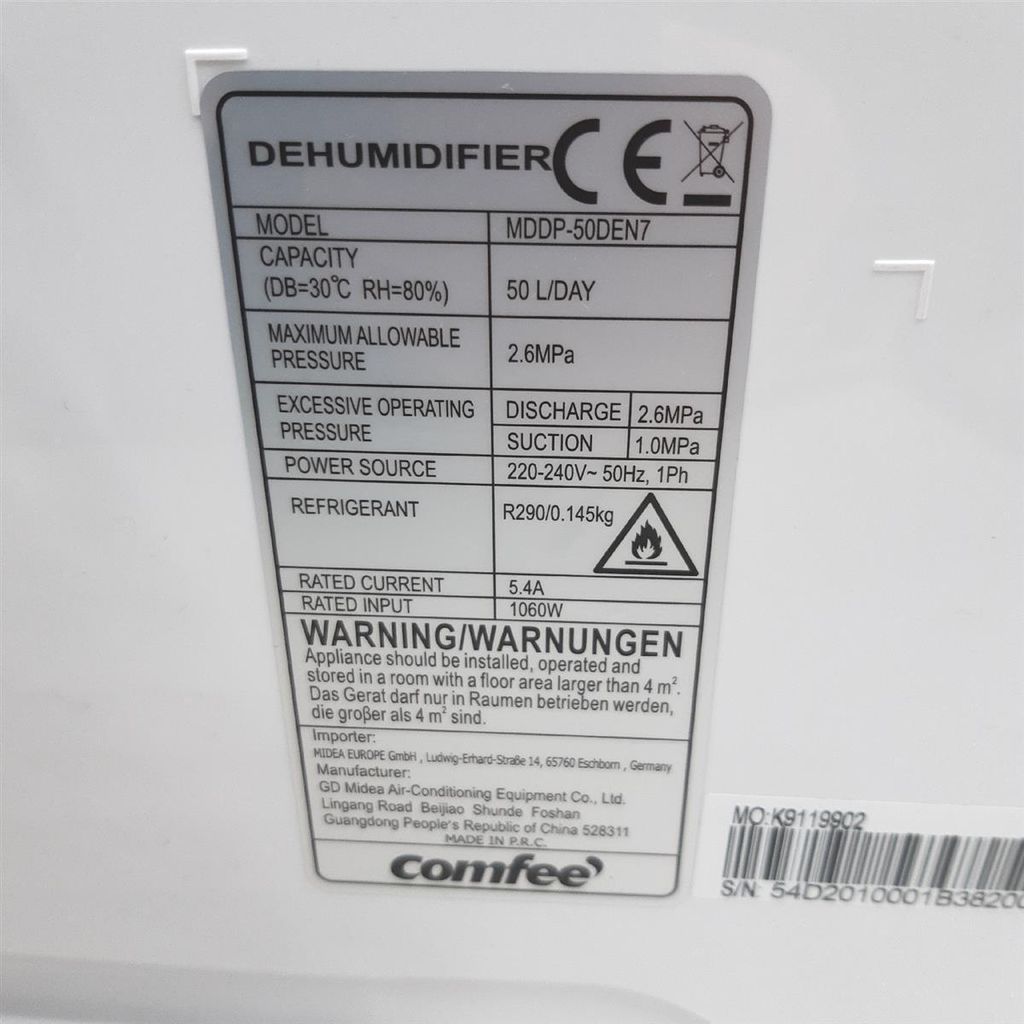 DEHUMIDIFIER CE
MODEL MDDP-50DEN7
CAPACITY
(DB=30℃ RH=80%) 50 L/DAY
MAXIMUM ALLOWABLE
PRESSURE 2.6MPa
EXCESSIVE OPERATING
PRESSURE
DISCHARGE 2.6MPa
SUCTION 1.0MPa
POWER SOURCE 220-240V~ 50Hz, 1Ph
REFRIGERANT R290/0.145kg
RATED CURRENT 5.4A
RATED INPUT 1060W
WARNING/WARNUNGEN
Appliance should be installed, operated and
stored in a room with a floor area larger than 4 m².
Das Gerat darf nur in Raumen betrieben werden,
die großer als 4 m² sind.
Importer:
MIDEA EUROPE GmbH , Ludwig-Erhard-Straße 14, 65760 Eschborn , Germany
Manufacturer:
GD Midea Air-Conditioning Equipment Co., Ltd.
Lingang Road Beijiao Shunde Foshan
Guangdong People's Republic of China 528311
MADE IN P.R.C.
comfee'
MO:K9119902
S/N: 54D2010001B38200